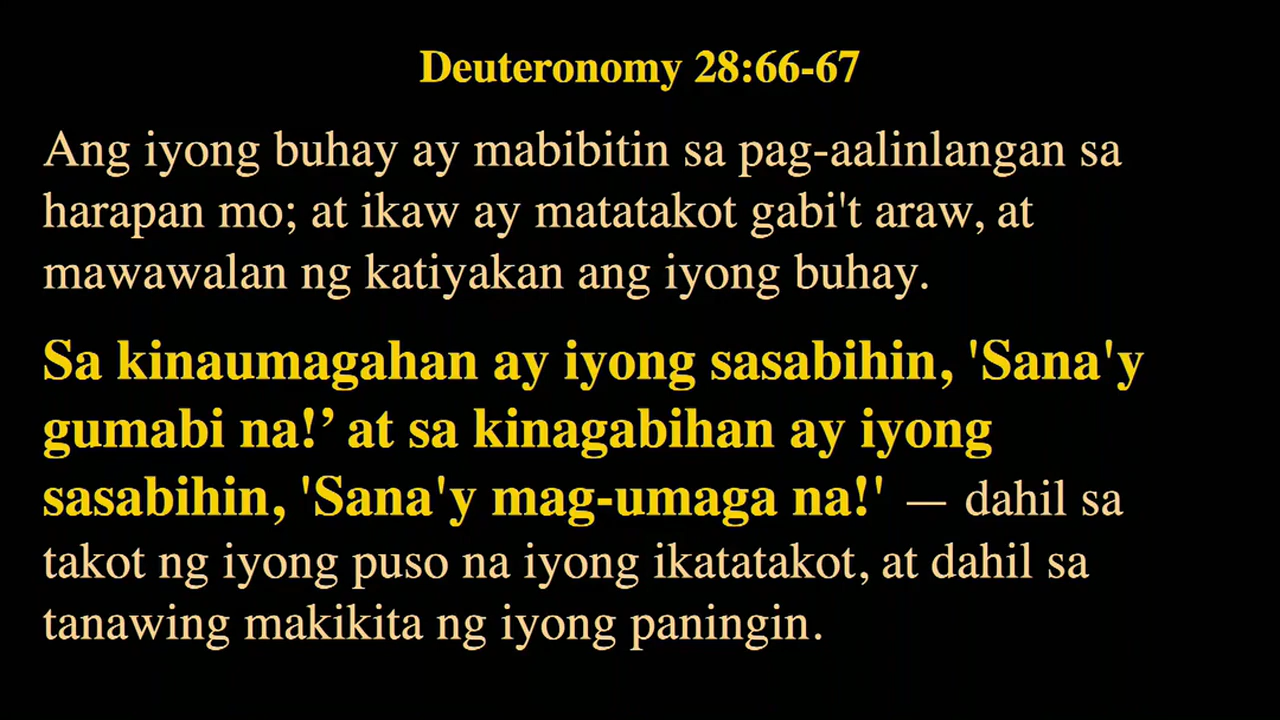 Deuteronomy 28:66-67
Ang iyong buhay ay mabibitin sa pag-aalinlangan sa
harapan mo; at ikaw ay matatakot gabi't araw, at
mawawalan ng katiyakan ang iyong buhay.
Sa kinaumagahan ay iyong sasabihin, 'Sana'y
gumabi na!’ at sa kinagabihan ay iyong
sasabihin, 'Sana'y mag-umaga na!' — dahil sa
takot ng iyong puso na iyong ikatatakot, at dahil sa
tanawing makikita ng iyong paningin.